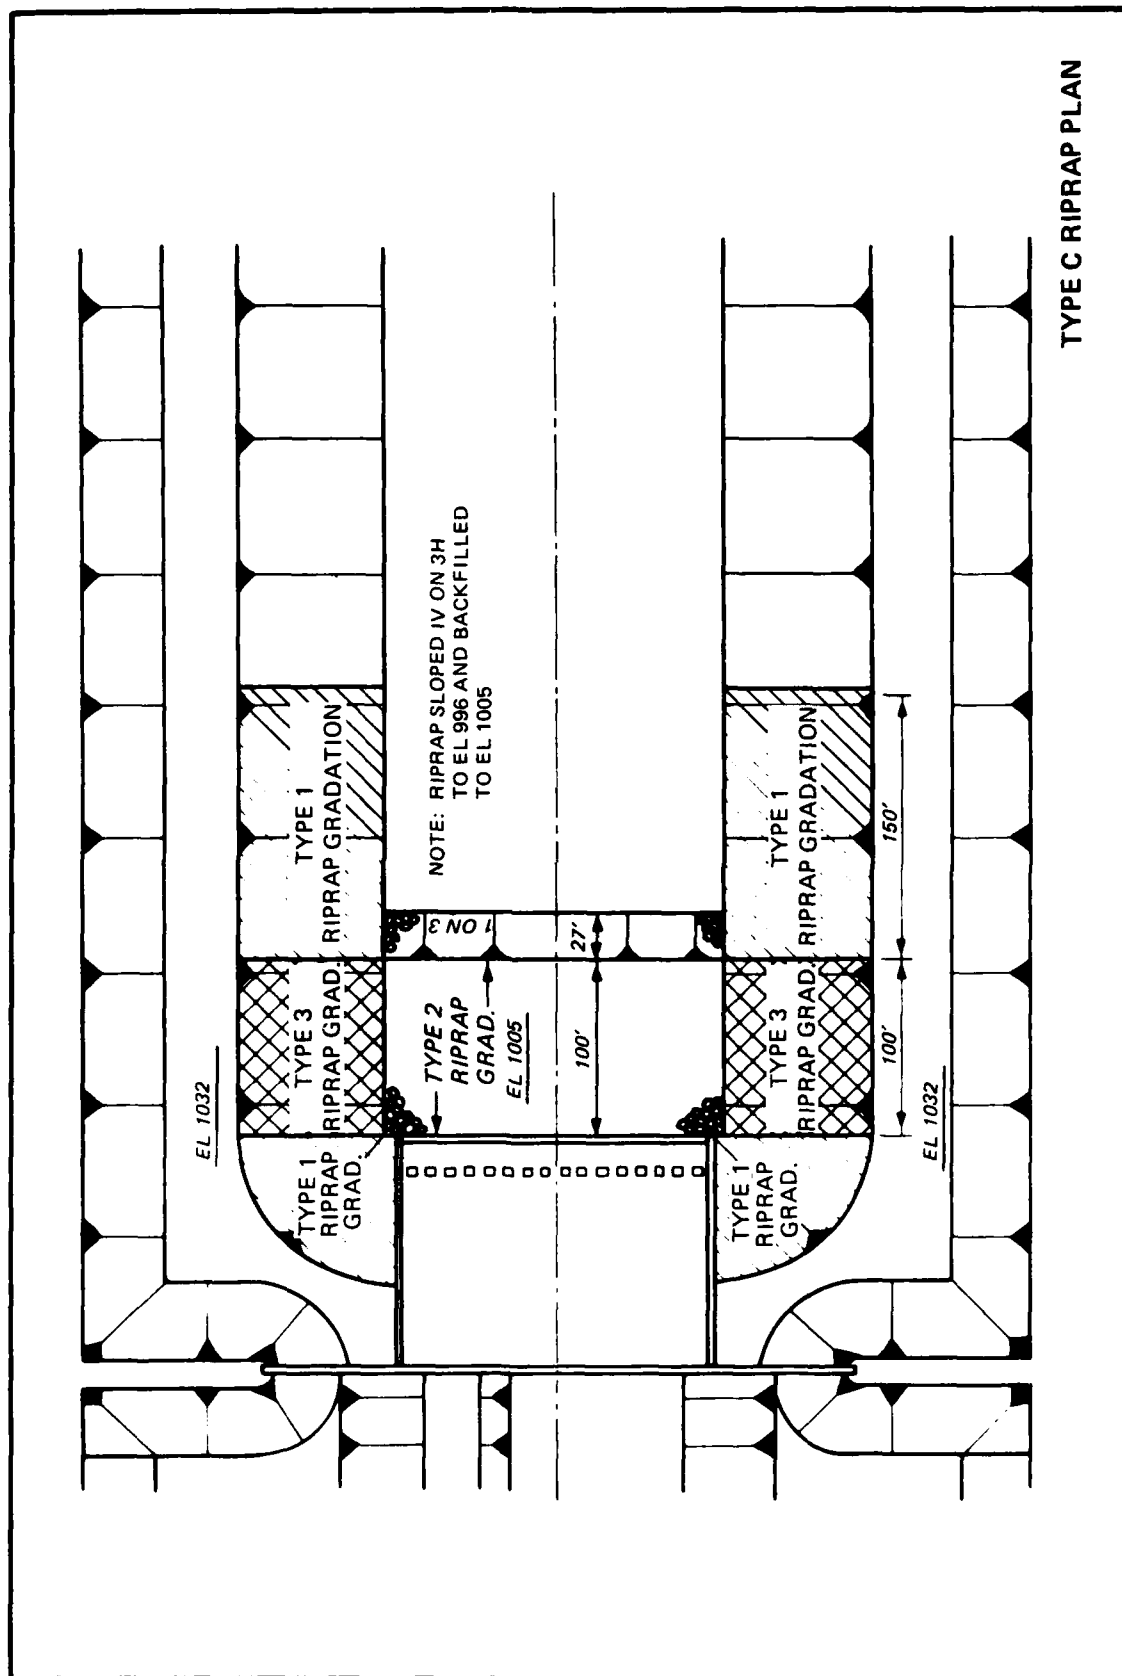 EL 1032
TYPE 1
RIPRAP
GRAD.
TYPE 3
RIPRAP GRAD.
TYPE 1
RIPRAP GRADATION
TYPE 2
RIPRAP
GRAD.
EL 1005
1 ON 3
NOTE: RIPRAP SLOPED IV ON 3H
TO EL 996 AND BACKFILLED
TO EL 1005
100'
27'
TYPE 1
RIPRAP
GRAD.
TYPE 3
RIPRAP GRAD.
TYPE 1
RIPRAP GRADATION
100'
150'
EL 1032
TYPE C RIPRAP PLAN